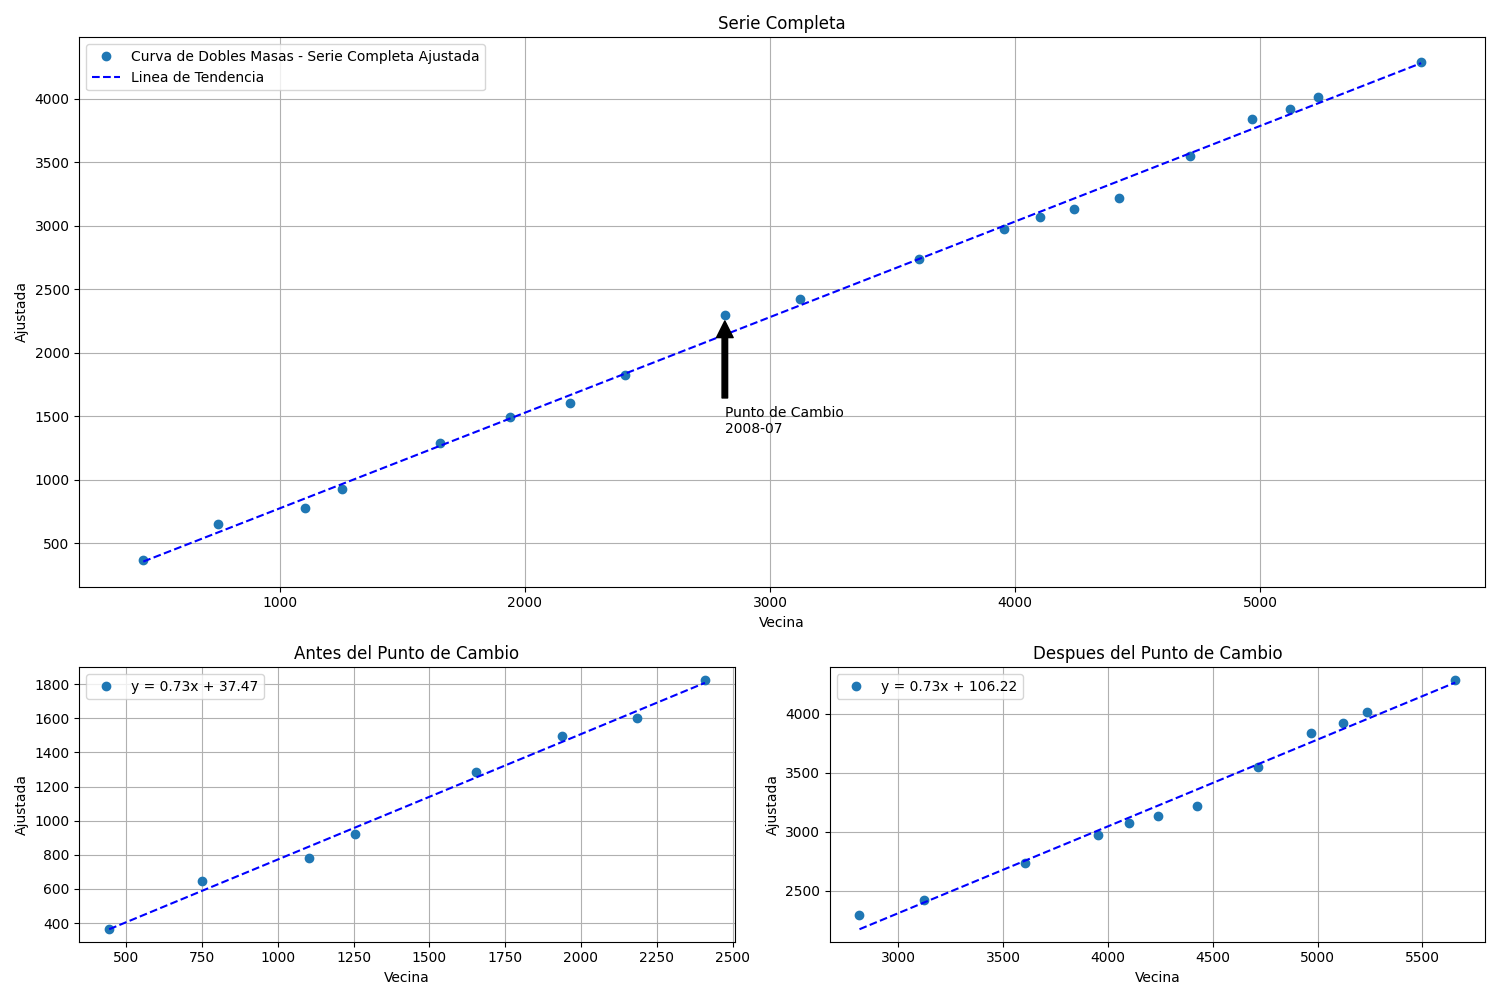 Serie Completa
Curva de Dobles Masas - Serie Completa Ajustada
Linea de Tendencia
4000
3500
3000
2500
2000
1500
1000
500
Ajustada
Punto de Cambio
2008-07
1000 2000 3000 4000 5000
Vecina
Antes del Punto de Cambio
y = 0.73x + 37.47
1800
1600
1400
1200
1000
800
600
400
Ajustada
500 750 1000 1250 1500 1750 2000 2250 2500
Vecina
Despues del Punto de Cambio
y = 0.73x + 106.22
4000
3500
3000
2500
Ajustada
3000 3500 4000 4500 5000 5500
Vecina